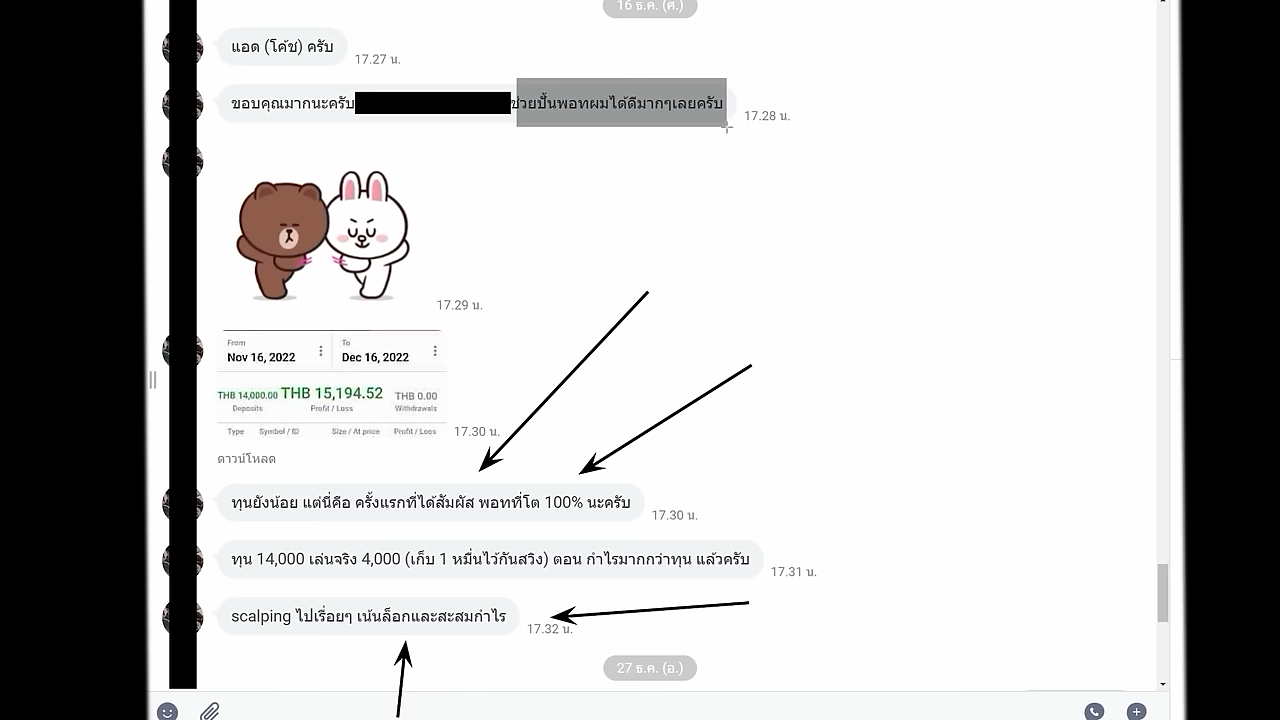 16 ธ.ค. (ศ.)
แอด (โค้ช) ครับ
17.27 น.
ขอบคุณมากนะครับ ช่วยปั้นพอทผมได้ดีมากๆเลยครับ
17.28 น.
17.29 น.
From To
Nov 16, 2022 Dec 16, 2022
THB 14,000.00 THB 15,194.52 THB 0.00
Deposits Profit / Loss Withdrawals
Type Symbol / ID Size / At price Profit / Loss
17.30 น.
ดาวน์โหลด
ทุนยังน้อย แต่นี่คือ ครั้งแรกที่ได้สัมผัส พอทที่โต 100% นะครับ
17.30 น.
ทุน 14,000 เล่นจริง 4,000 (เก็บ 1 หมื่นไว้กันสวิง) ตอน กำไรมากกว่าทุน แล้วครับ
17.31 น.
scalping ไปเรื่อยๆ เน้นล็อกและสะสมกำไร
17.32 น.
27 ธ.ค. (อ.)